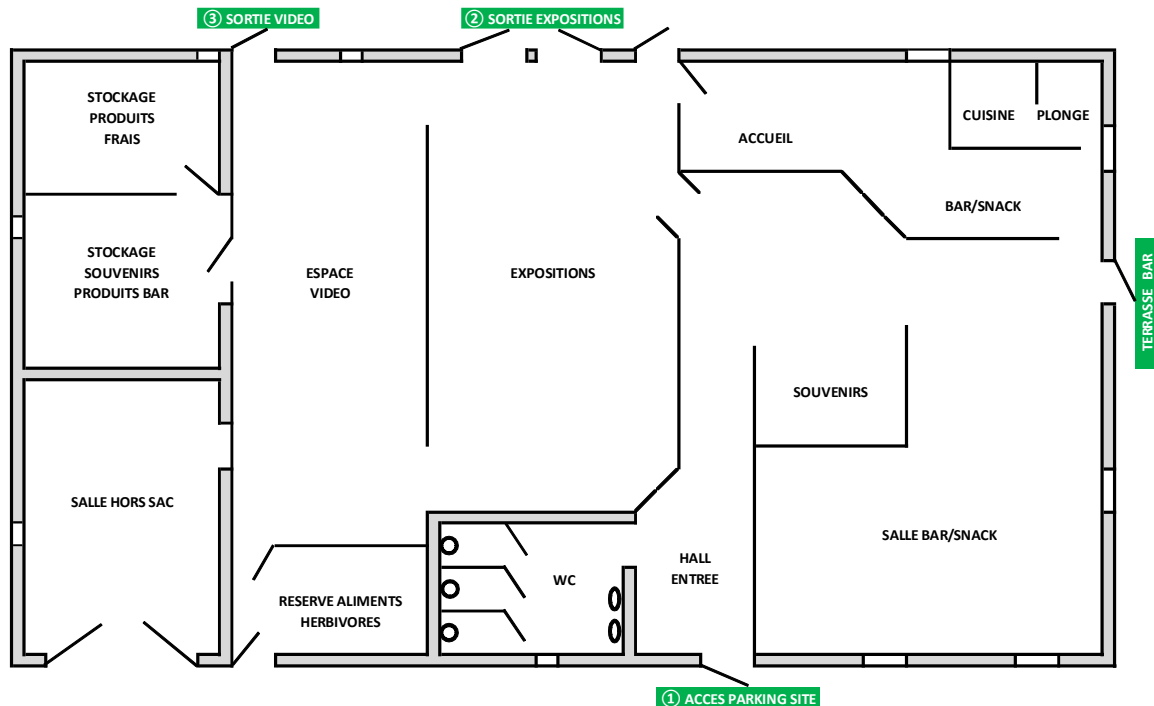 ③ SORTIE VIDEO
② SORTIE EXPOSITIONS
STOCKAGE
PRODUITS
FRAIS
ACCUEIL
CUISINE
PLONGE
BAR/SNACK
STOCKAGE
SOUVENIRS
PRODUITS BAR
ESPACE
VIDEO
EXPOSITIONS
TERRASSE BAR
SOUVENIRS
SALLE HORS SAC
SALLE BAR/SNACK
HALL
ENTREE
WC
RESERVE ALIMENTS
HERBIVORES
① ACCES PARKING SITE